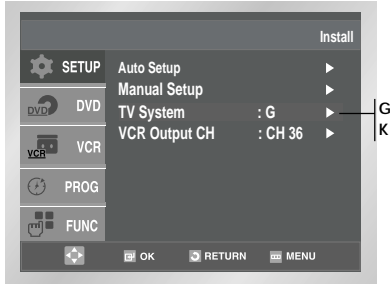 Install
SETUP
DVD
DVD
VCR
VCR
PROG
FUNC
Auto Setup
Manual Setup
TV System : G
VCR Output CH : CH 36
G
K
OK RETURN MENU